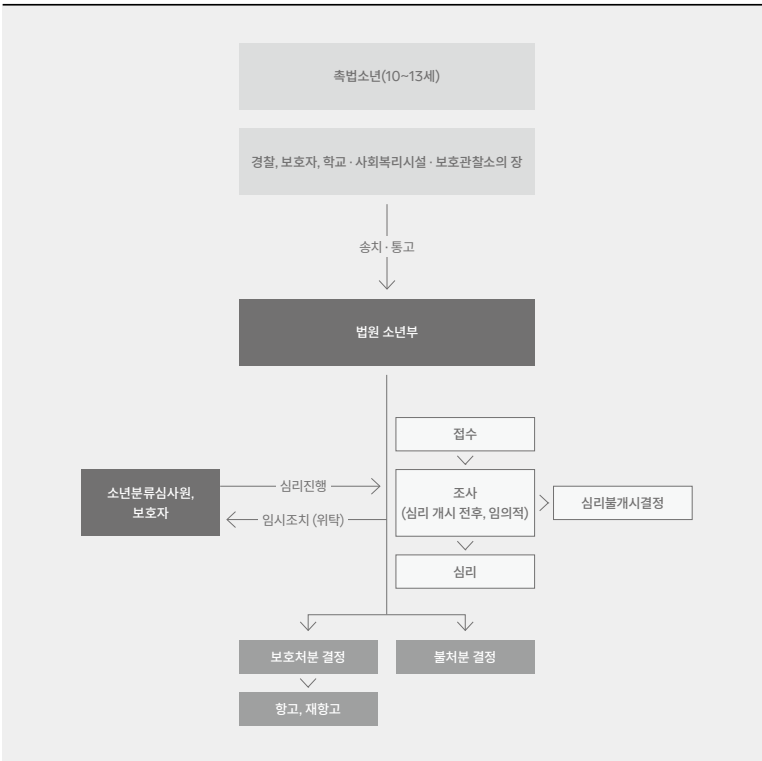 촉법소년(10~13세)
경찰, 보호자, 학교 · 사회복리시설 · 보호관찰소의 장
송치 · 통고
법원 소년부
접수
소년분류심사원,
보호자
심리진행
임시조치 (위탁)
조사
(심리 개시 전후, 임의적)
심리불개시결정
심리
보호처분 결정
불처분 결정
항고, 재항고